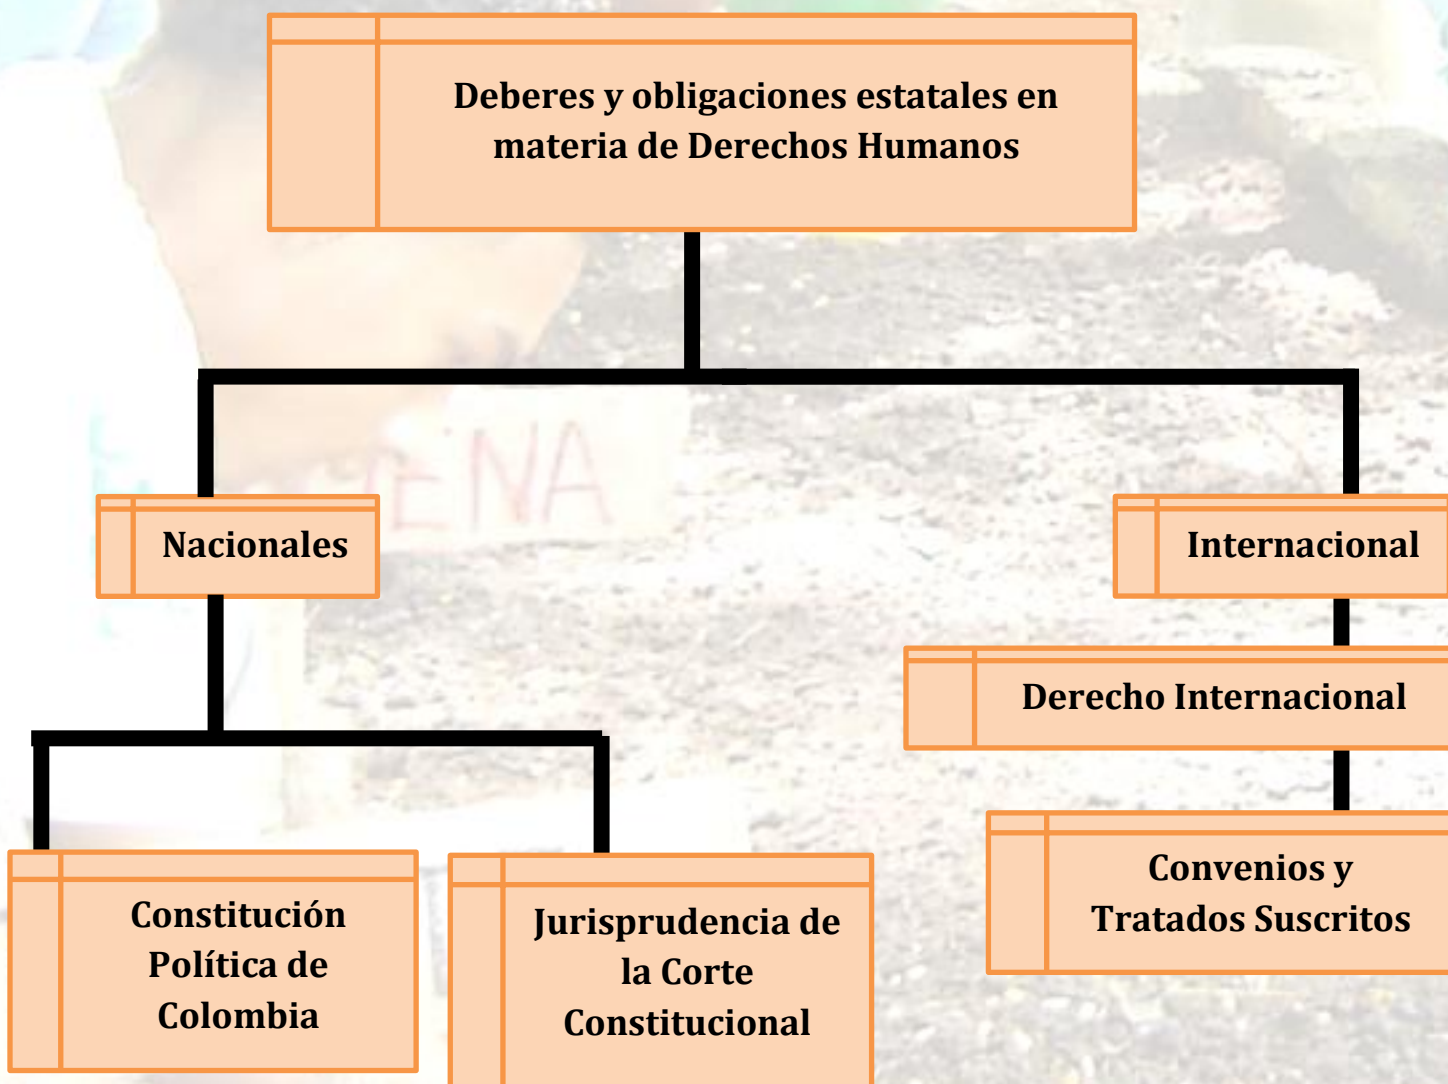 Deberes y obligaciones estatales en
materia de Derechos Humanos
ENA
Nacionales
Internacional
Derecho Internacional
Convenios y
Tratados Suscritos
Constitución
Política de
Colombia
Jurisprudencia de
la Corte
Constitucional